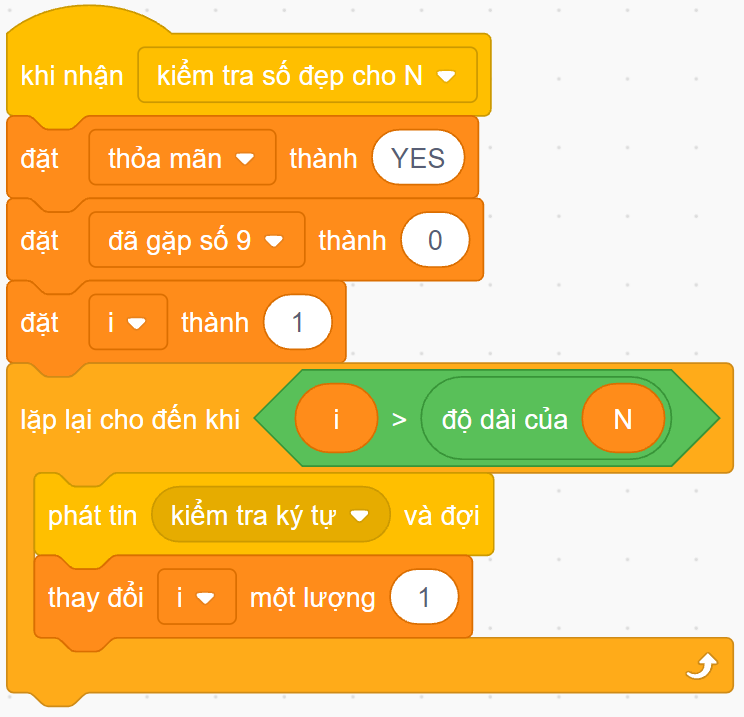 khi nhận kiểm tra số đẹp cho N
đặt thỏa mãn thành YES
đặt đã gặp số 9 thành 0
đặt i thành 1
lặp lại cho đến khi i > độ dài của N
phát tin kiểm tra ký tự và đợi
thay đổi i một lượng 1